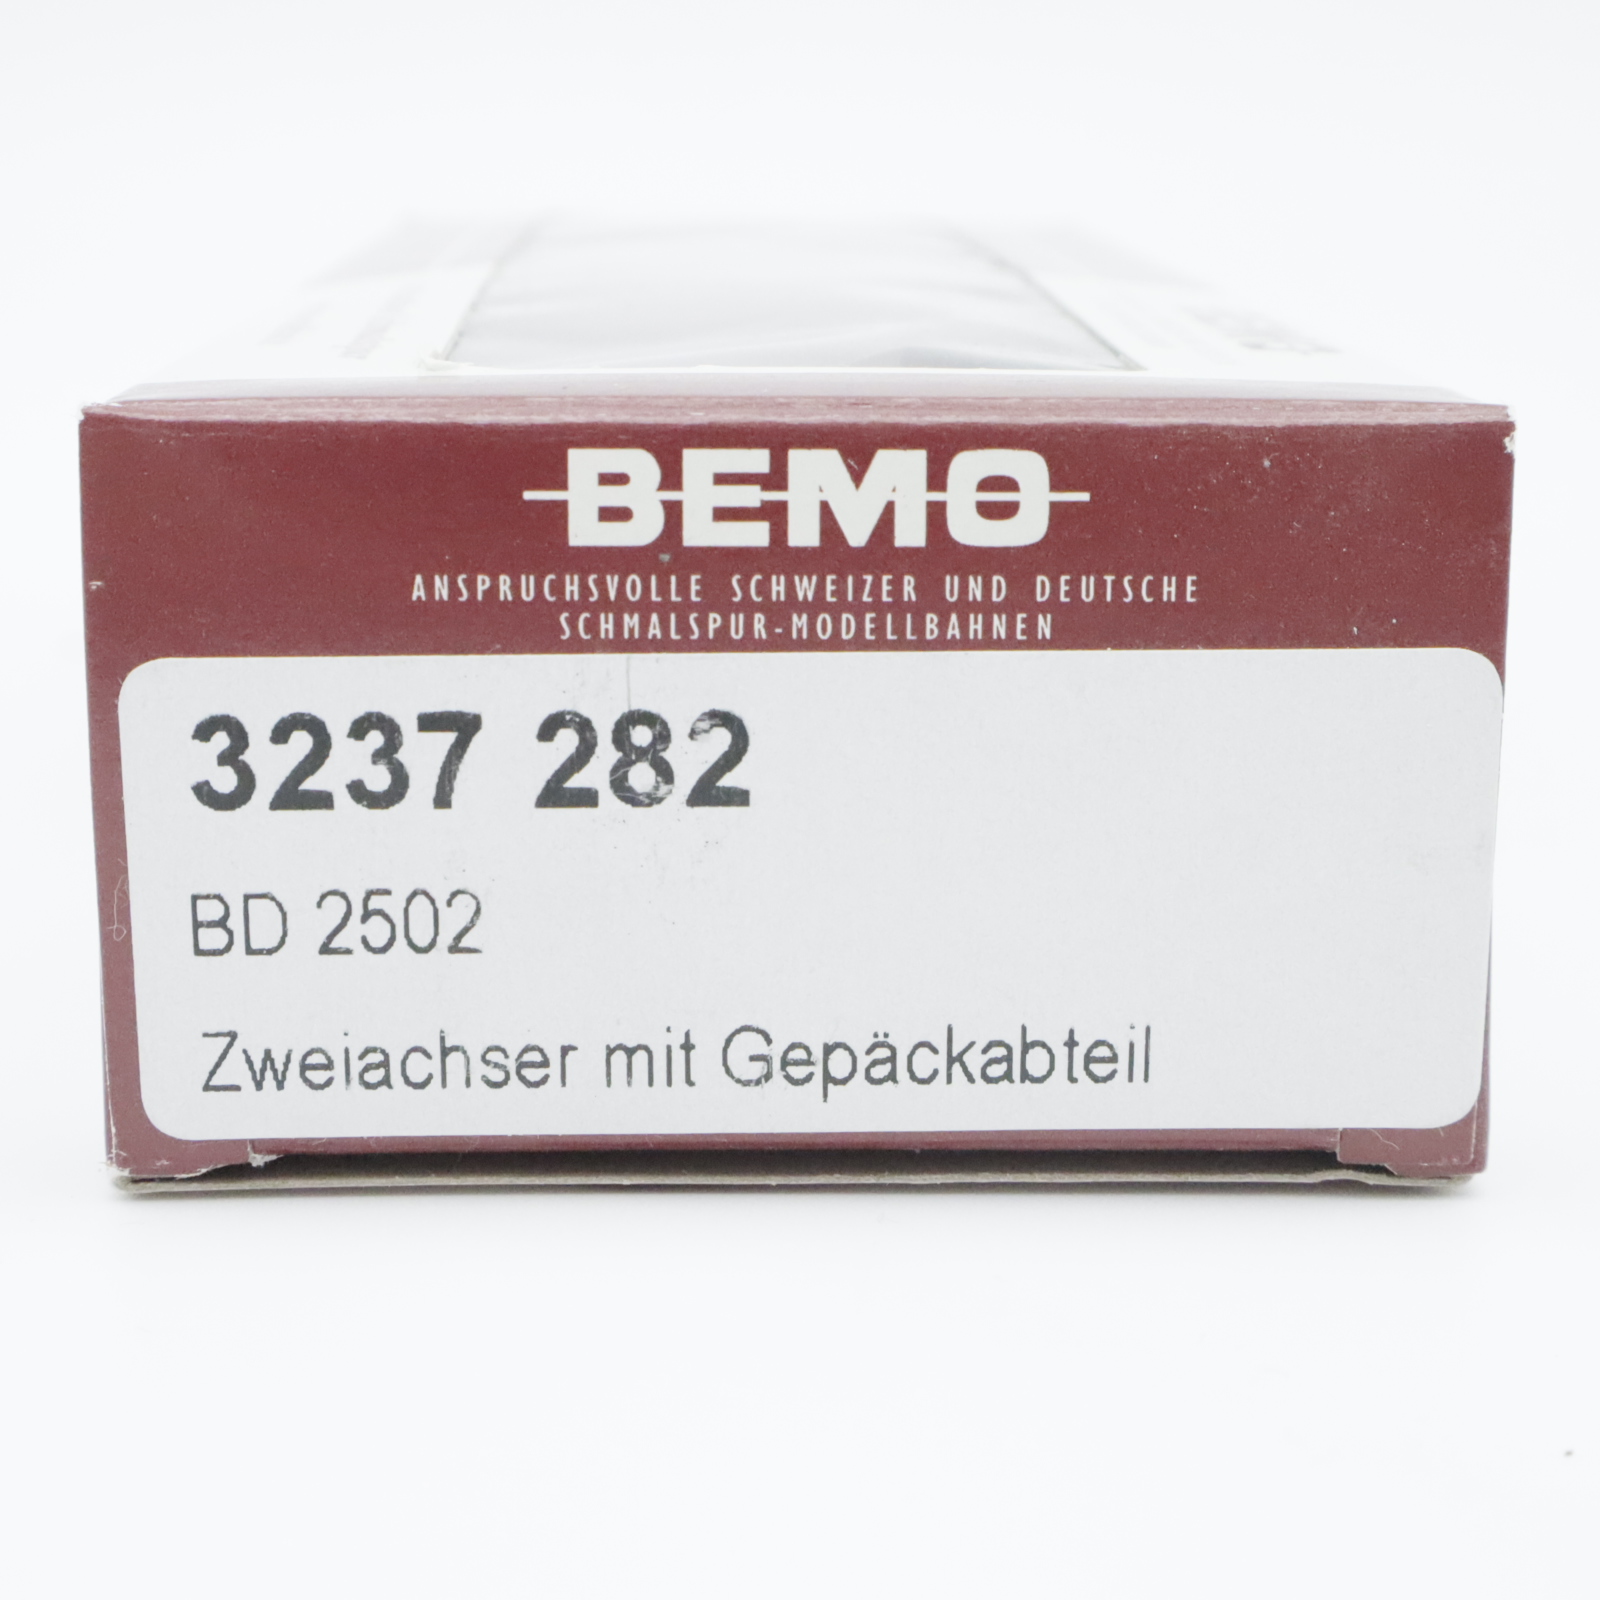 BEMO
ANSPRUCHSVOLLE SCHWEIZER UND DEUTSCHE
SCHMALSPUR-MODELLBAHNEN
3237 282
BD 2502
Zweiachser mit Gepäckabteil